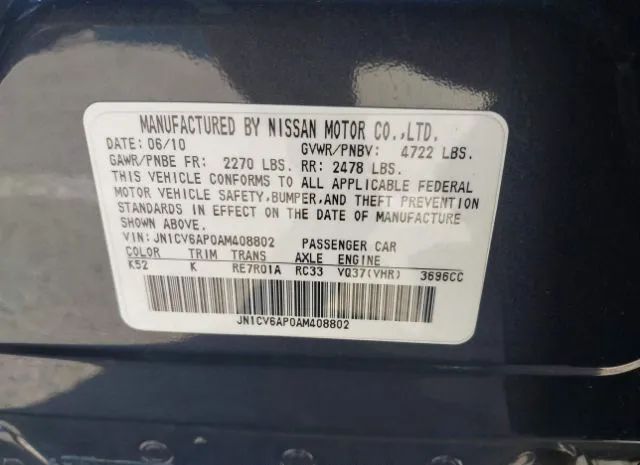 MANUFACTURED BY NISSAN MOTOR CO.,LTD.
DATE: 06/10 GVWR/PNBV: 4722 LBS.
GAWR/PNBE FR: 2270 LBS. RR: 2478 LBS.
THIS VEHICLE CONFORMS TO ALL APPLICABLE FEDERAL
MOTOR VEHICLE SAFETY,BUMPER,AND THEFT PREVENTION
STANDARDS IN EFFECT ON THE DATE OF MANUFACTURE
SHOWN ABOVE.
VIN:JN1CV6AP0AM408802 PASSENGER CAR
COLOR TRIM TRANS AXLE ENGINE
K52 K RE7R01A RC33 VQ37(VHR) 3696CC
JN1CV6AP0AM408802